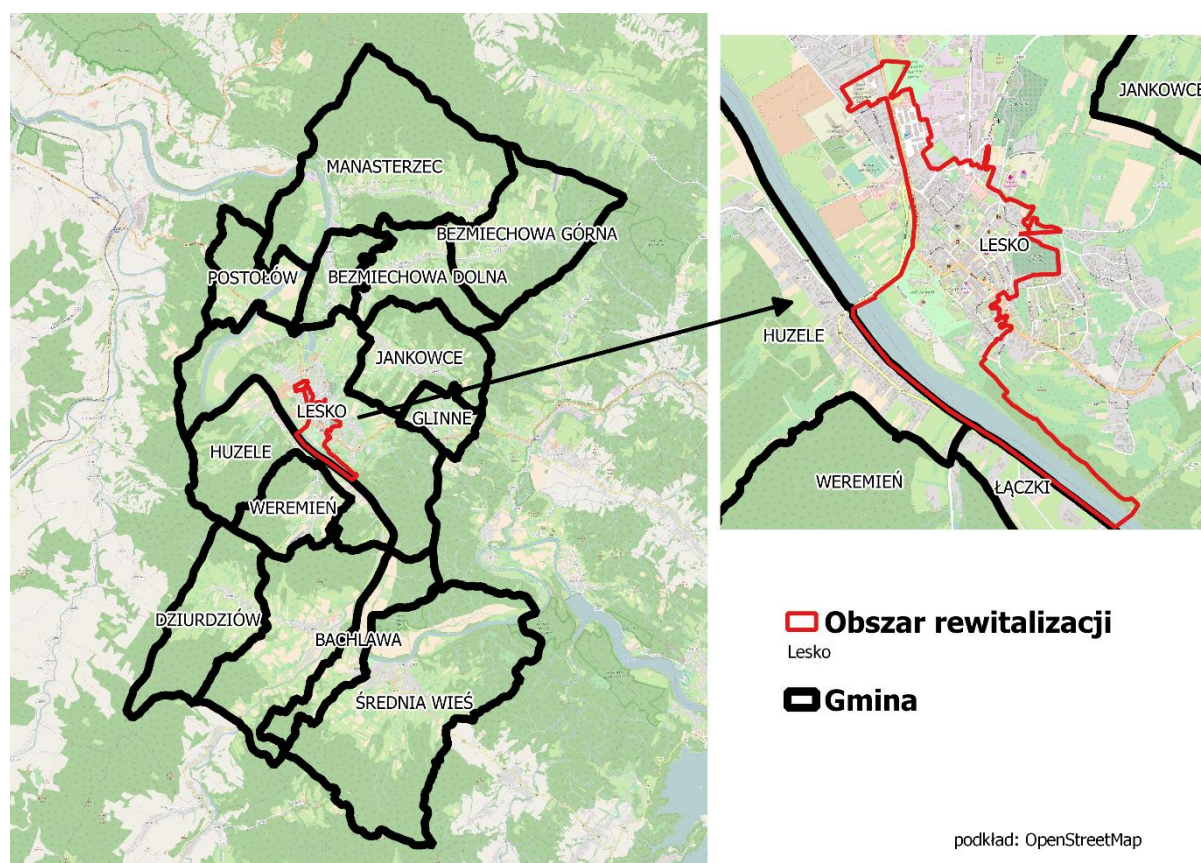 MANASTERZEC
BEZMIECHOWA GÓRNA
POSTOŁÓW
BEZMIECHOWA DOLNA
JANKOWCE
LESKO
GLINNE
HUZELE
WEREMIEŃ
DZIURDZIÓW
BACHLAWA
ŚREDNIA WIEŚ
JANKOWCE
LESKO
HUZELE
WEREMIEŃ
ŁĄCZKI
Obszar rewitalizacji
Lesko
Gmina
podkład: OpenStreetMap